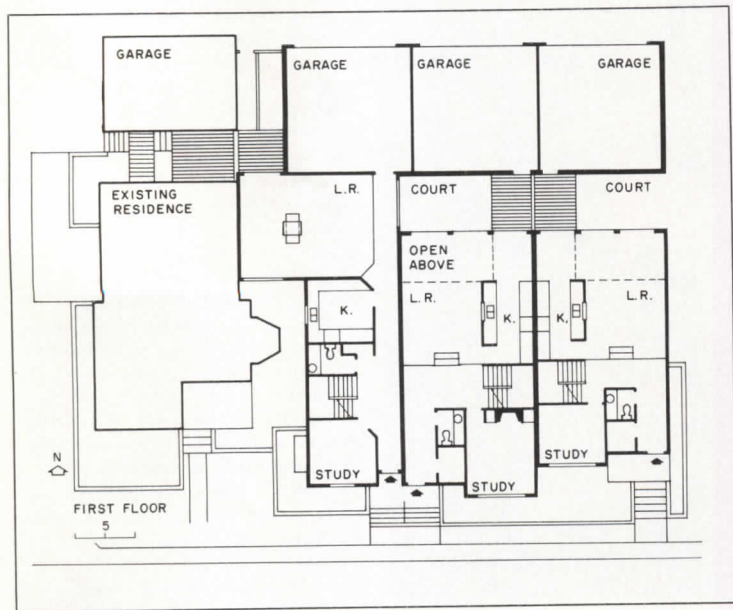 GARAGE
GARAGE
GARAGE
GARAGE
EXISTING
RESIDENCE
L.R.
COURT
COURT
OPEN
ABOVE
L.R.
K.
K.
K.
L.R.
STUDY
STUDY
STUDY
N
FIRST FLOOR
5